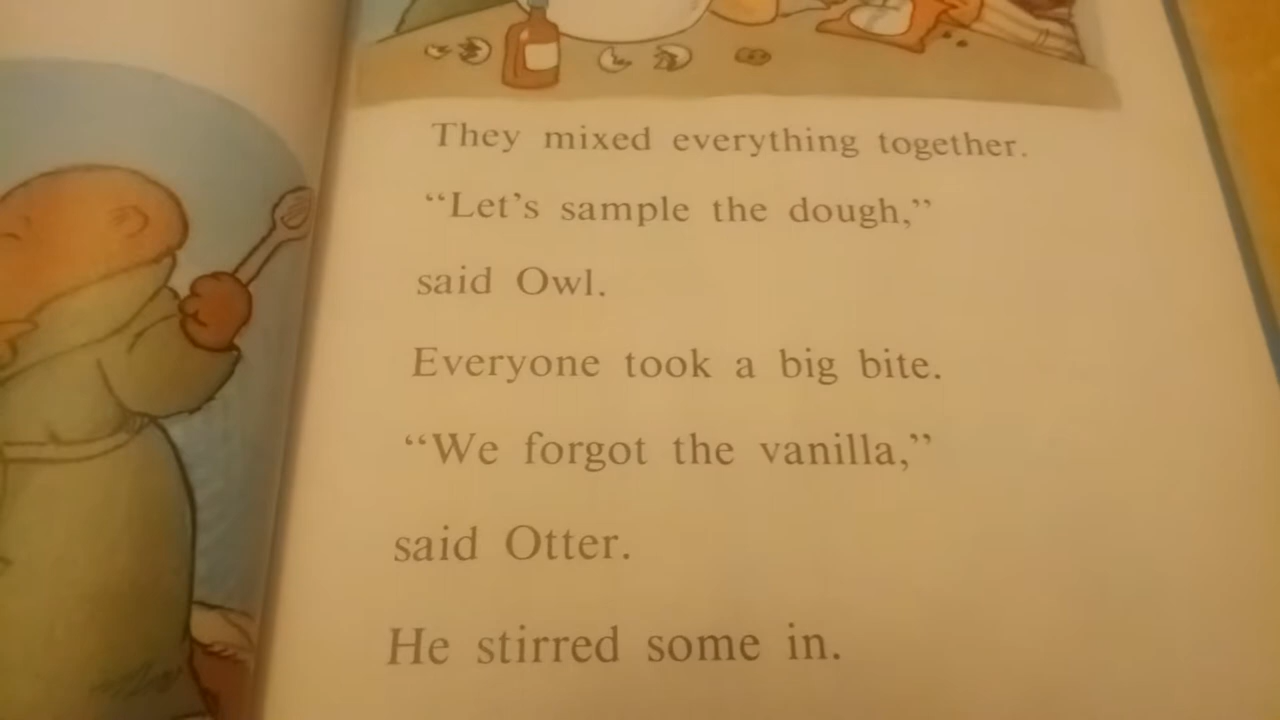 They mixed everything together.
“Let’s sample the dough,”
said Owl.
Everyone took a big bite.
“We forgot the vanilla,”
said Otter.
He stirred some in.